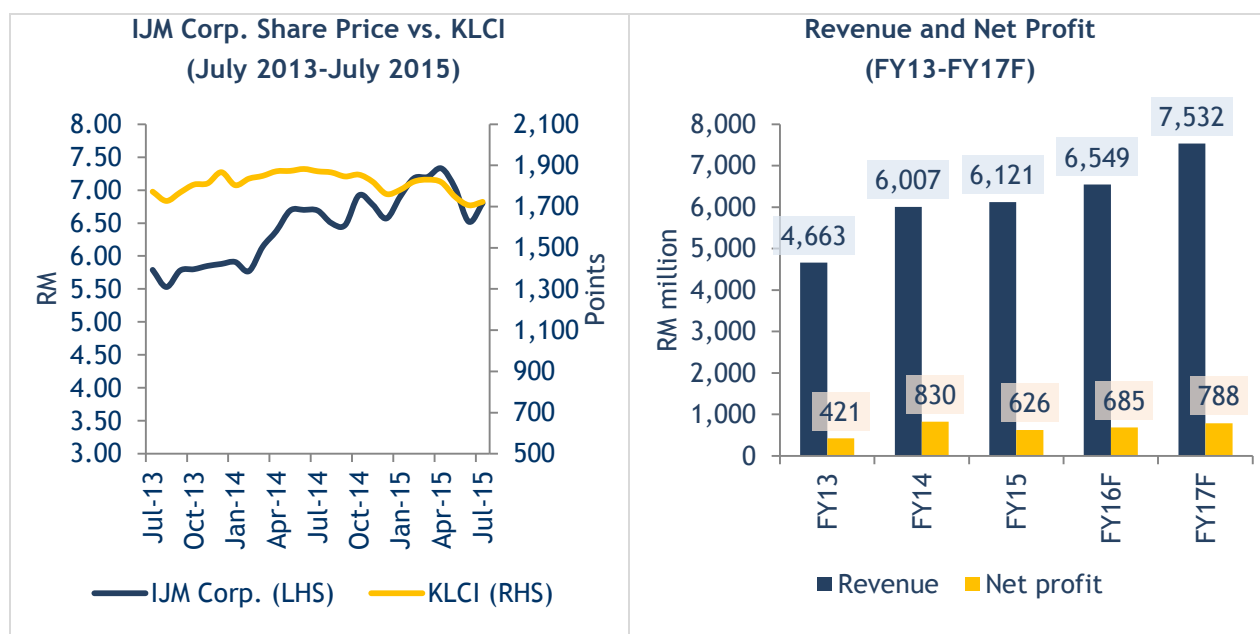 IJM Corp. Share Price vs. KLCI
(July 2013-July 2015)
8.00
7.50
7.00
6.50
6.00
5.50
5.00
4.50
4.00
3.50
3.00
RM
2,100
1,900
1,700
1,500
1,300
1,100
900
700
500
Points
Jul-13
Oct-13
Jan-14
Apr-14
Jul-14
Oct-14
Jan-15
Apr-15
Jul-15
IJM Corp. (LHS)
KLCI (RHS)
Revenue and Net Profit
(FY13-FY17F)
8,000
7,000
6,000
5,000
4,000
3,000
2,000
1,000
0
RM million
4,663
6,007
6,121
6,549
7,532
421
830
626
685
788
FY13
FY14
FY15
FY16F
FY17F
Revenue
Net profit